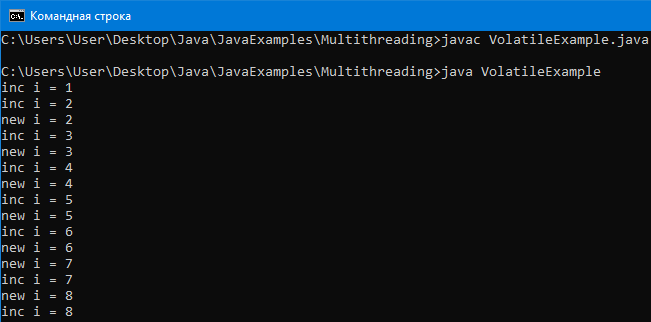 Командная строка
C:\Users\User\Desktop\Java\JavaExamples\Multithreading>javac VolatileExample.java
C:\Users\User\Desktop\Java\JavaExamples\Multithreading>java VolatileExample
inc i = 1
inc i = 2
new i = 2
inc i = 3
new i = 3
inc i = 4
new i = 4
inc i = 5
new i = 5
inc i = 6
new i = 6
new i = 7
inc i = 7
new i = 8
inc i = 8